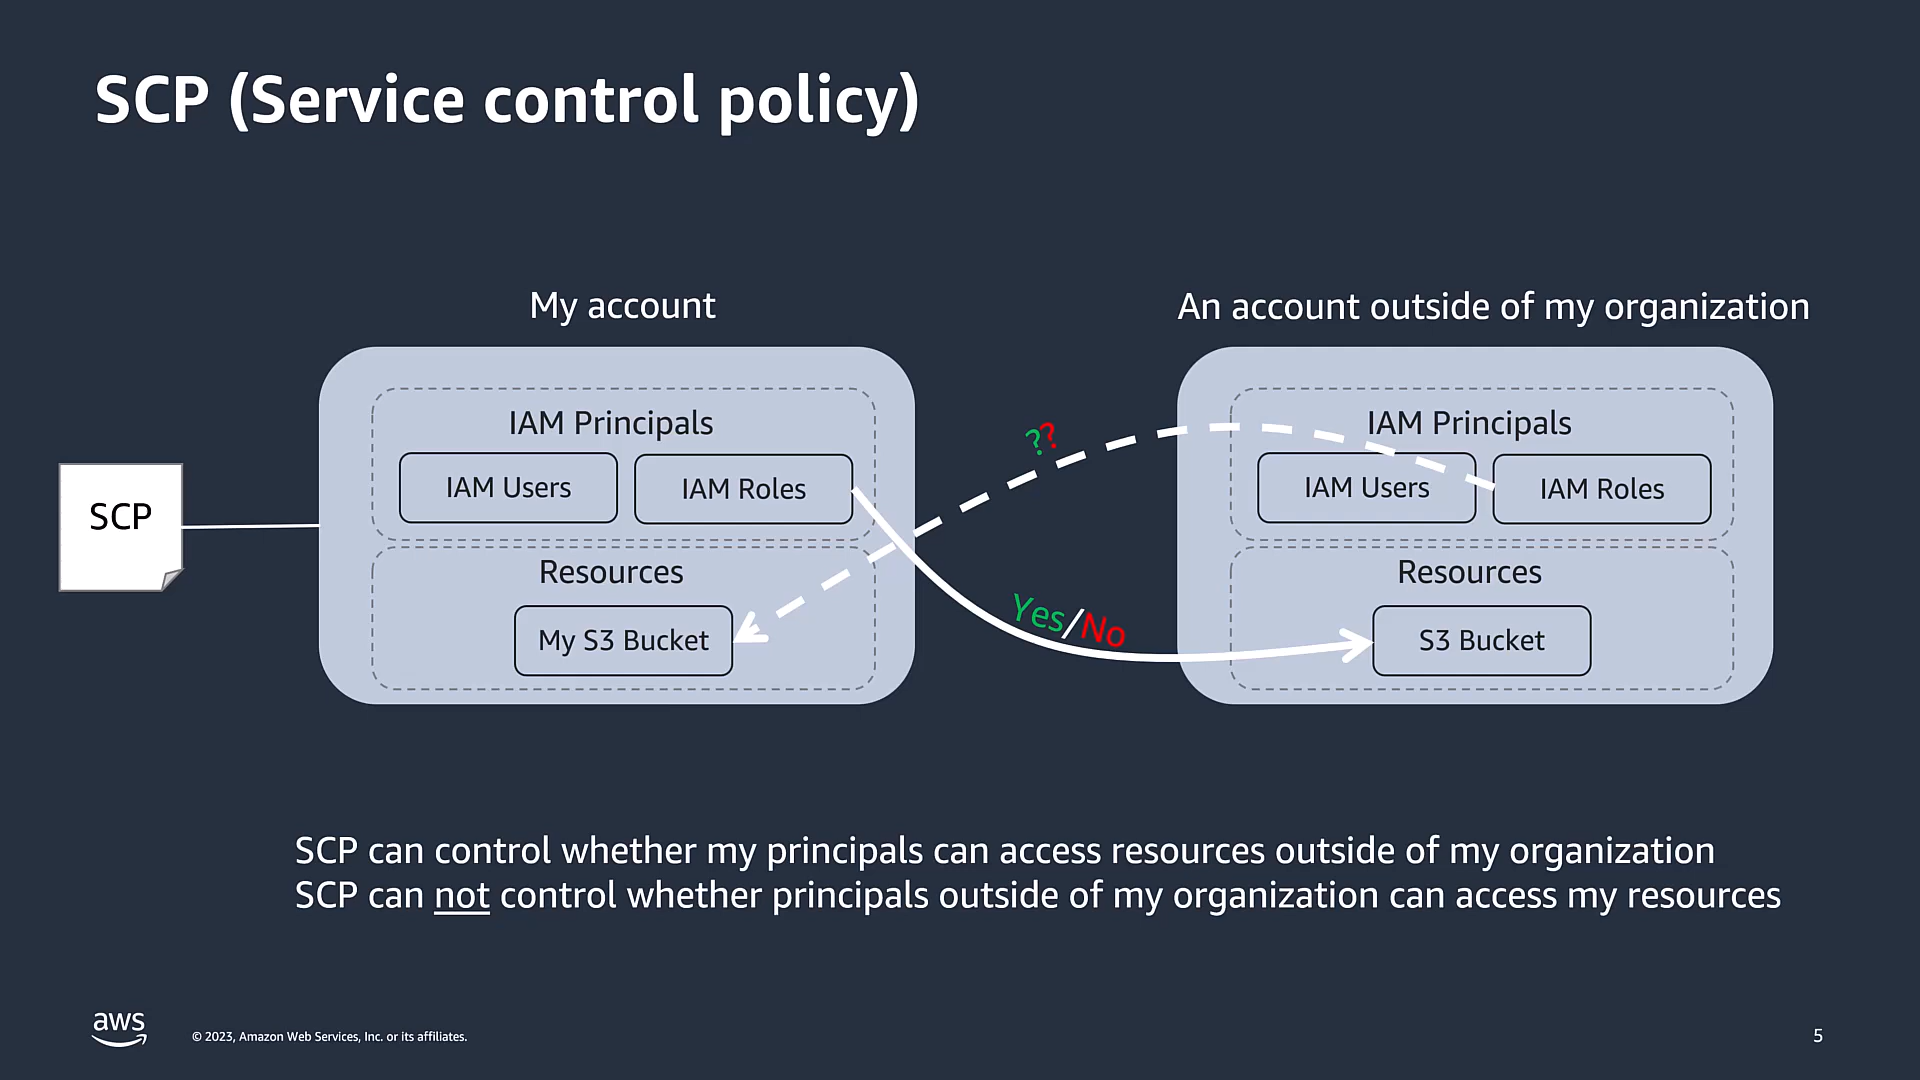 SCP (Service control policy)
My account
An account outside of my organization
IAM Principals
IAM Users
IAM Roles
Resources
My S3 Bucket
SCP
??
Yes/No
IAM Principals
IAM Users
IAM Roles
Resources
S3 Bucket
SCP can control whether my principals can access resources outside of my organization
SCP can not control whether principals outside of my organization can access my resources
aws
© 2023, Amazon Web Services, Inc. or its affiliates.
5